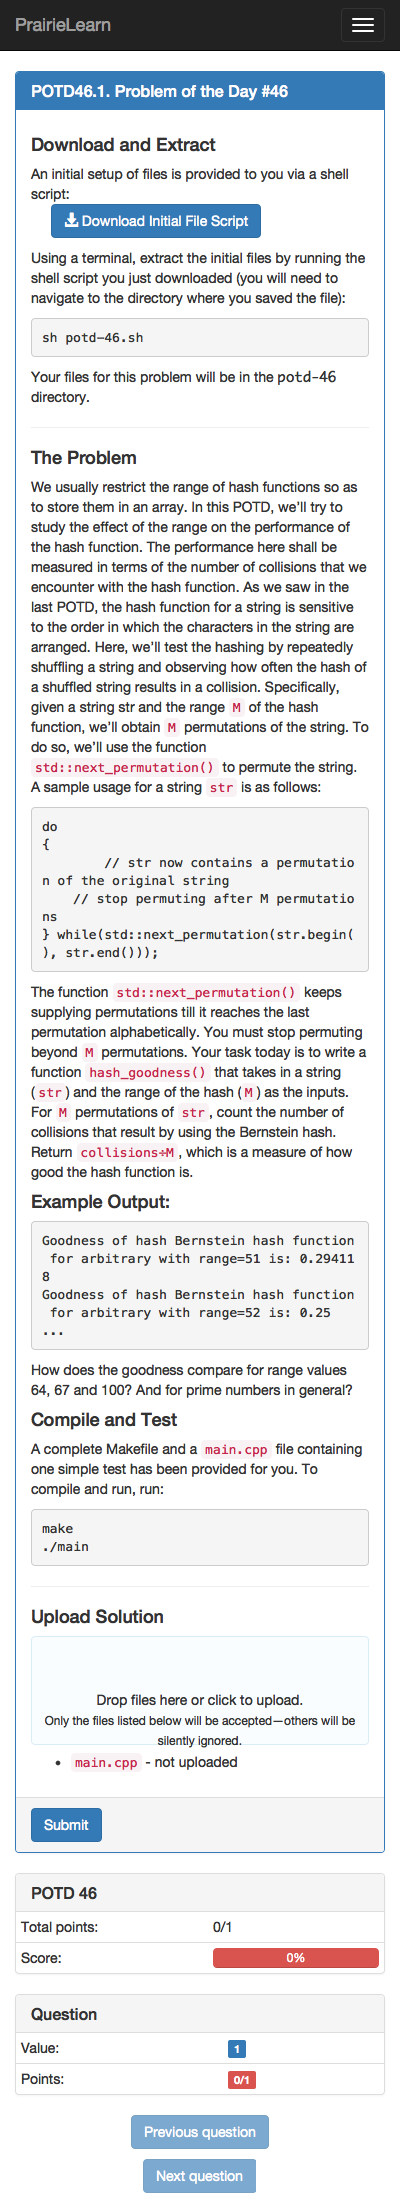 PrairieLearn
POTD46.1. Problem of the Day #46
Download and Extract
An initial setup of files is provided to you via a shell
script:
Download Initial File Script
Using a terminal, extract the initial files by running the
shell script you just downloaded (you will need to
navigate to the directory where you saved the file):
sh potd-46.sh
Your files for this problem will be in the potd-46
directory.
The Problem
We usually restrict the range of hash functions so as
to store them in an array. In this POTD, we'll try to
study the effect of the range on the performance of
the hash function. The performance here shall be
measured in terms of the number of collisions that we
encounter with the hash function. As we saw in the
last POTD, the hash function for a string is sensitive
to the order in which the characters in the string are
arranged. Here, we'll test the hashing by repeatedly
shuffling a string and observing how often the hash of
a shuffled string results in a collision. Specifically,
given a string str and the range M of the hash
function, we'll obtain M permutations of the string. To
do so, we'll use the function
std::next_permutation() to permute the string.
A sample usage for a string str is as follows:
do
{
// str now contains a permutatio
n of the original string
// stop permuting after M permutatio
ns
} while(std::next_permutation(str.begin(
), str.end()));
The function std::next_permutation() keeps
supplying permutations till it reaches the last
permutation alphabetically. You must stop permuting
beyond M permutations. Your task today is to write a
function hash_goodness() that takes in a string
(str) and the range of the hash (M) as the inputs.
For M permutations of str, count the number of
collisions that result by using the Bernstein hash.
Return collisions÷M, which is a measure of how
good the hash function is.
Example Output:
Goodness of hash Bernstein hash function
for arbitrary with range=51 is: 0.29411
8
Goodness of hash Bernstein hash function
for arbitrary with range=52 is: 0.25
...
How does the goodness compare for range values
64, 67 and 100? And for prime numbers in general?
Compile and Test
A complete Makefile and a main.cpp file containing
one simple test has been provided for you. To
compile and run, run:
make
./main
Upload Solution
Drop files here or click to upload.
Only the files listed below will be accepted—others will be
silently ignored.
• main.cpp - not uploaded
Submit
POTD 46
Total points: 0/1
Score: 0%
Question
Value: 1
Points: 0/1
Previous question
Next question